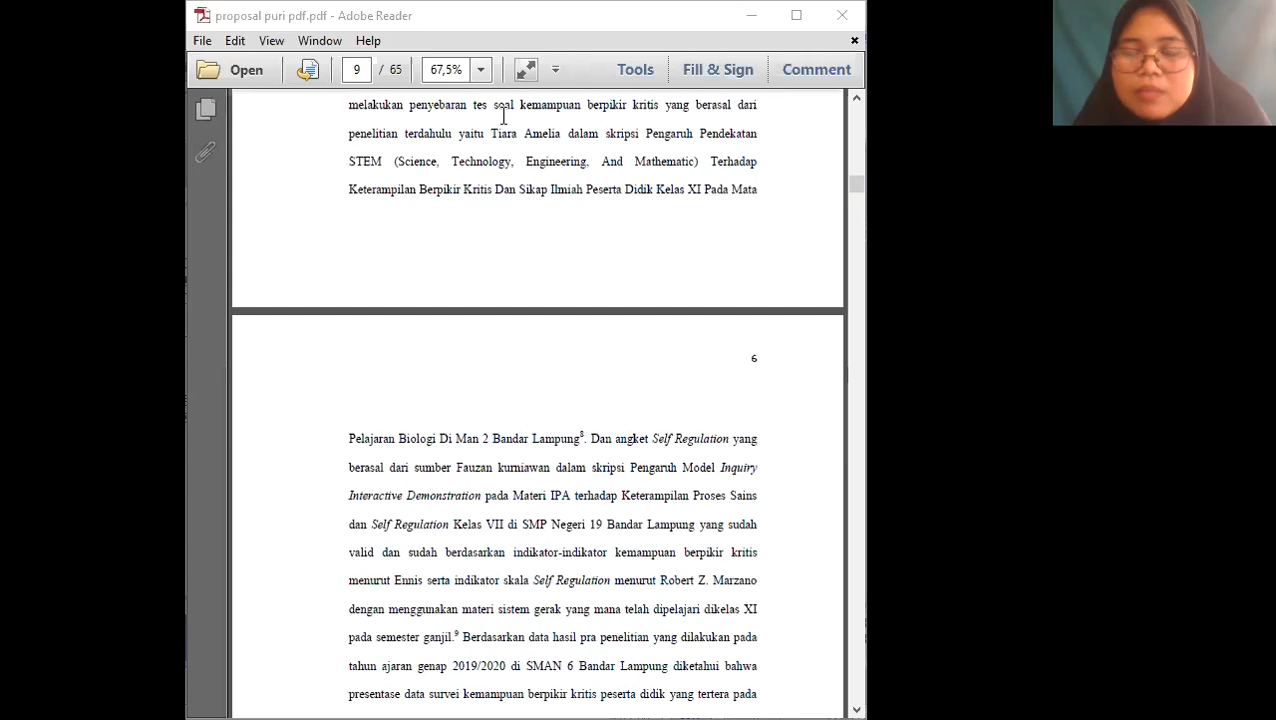 proposal puri pdf.pdf - Adobe Reader
File Edit View Window Help
Open 9 / 65 67,5% Tools Fill & Sign Comment
melakukan penyebaran tes soal kemampuan berpikir kritis yang berasal dari
penelitian terdahulu yaitu Tiara Amelia dalam skripsi Pengaruh Pendekatan
STEM (Science, Technology, Engineering, And Mathematic) Terhadap
Keterampilan Berpikir Kritis Dan Sikap Ilmiah Peserta Didik Kelas XI Pada Mata
6
Pelajaran Biologi Di Man 2 Bandar Lampung⁸. Dan angket Self Regulation yang
berasal dari sumber Fauzan kurniawan dalam skripsi Pengaruh Model Inquiry
Interactive Demonstration pada Materi IPA terhadap Keterampilan Proses Sains
dan Self Regulation Kelas VII di SMP Negeri 19 Bandar Lampung yang sudah
valid dan sudah berdasarkan indikator-indikator kemampuan berpikir kritis
menurut Ennis serta indikator skala Self Regulation menurut Robert Z. Marzano
dengan menggunakan materi sistem gerak yang mana telah dipelajari dikelas XI
pada semester ganjil.⁹ Berdasarkan data hasil pra penelitian yang dilakukan pada
tahun ajaran genap 2019/2020 di SMAN 6 Bandar Lampung diketahui bahwa
presentase data survei kemampuan berpikir kritis peserta didik yang tertera pada